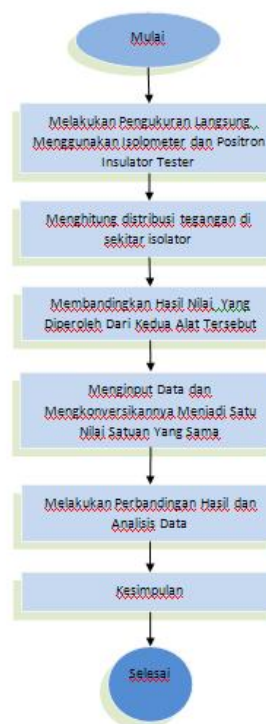 Mulai
Melakukan Pengukuran Langsung,
Menggunakan Isolometer dan Positron
Insulator Tester
Menghitung distribusi tegangan di
sekitar isolator
Membandingkan Hasil Nilai, Yang
Diperoleh Dari Kedua Alat Tersebut
Menginput Data dan
Mengkonversikannya Menjadi Satu
Nilai Satuan Yang Sama
Melakukan Perbandingan Hasil dan
Analisis Data
Kesimpulan
Selesai